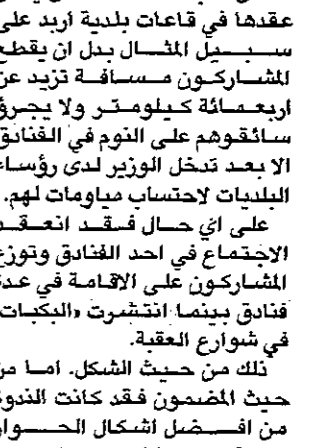 عقدها في قاعات بلدية أربد على
سبيل المثال بدل ان يقطع
المشاركون مسافة تزيد عن
اربعمائة كيلومتر ولا يجرؤ
سائقوهم على النوم في الفنادق
الا بعد تدخل الوزير لدى رؤساء
البلديات لاحتساب مياومات لهم.
على اي حال فقد انعقد
الاجتماع في احد الفنادق وتوزع
المشاركون على الاقامة في عدة
فنادق بينما انتشرت «البكبات
في شوارع العقبة.
ذلك من حيث الشكل. اما من
حيث المضمون فقد كانت الندوة
من افضل اشكال الحوار